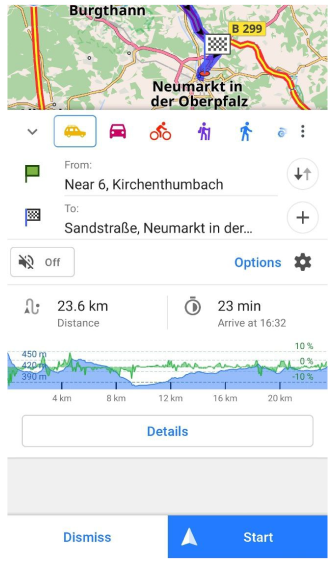 Burgthann
B 299
Neumarkt in
der Oberpfalz
From:
Near 6, Kirchenthumbach
To:
Sandstraße, Neumarkt in der…
Off
Options
23.6 km
Distance
23 min
Arrive at 16:32
450 m
420 m
390 m
10 %
0 %
-10 %
4 km 8 km 12 km 16 km 20 km
Details
Dismiss
Start